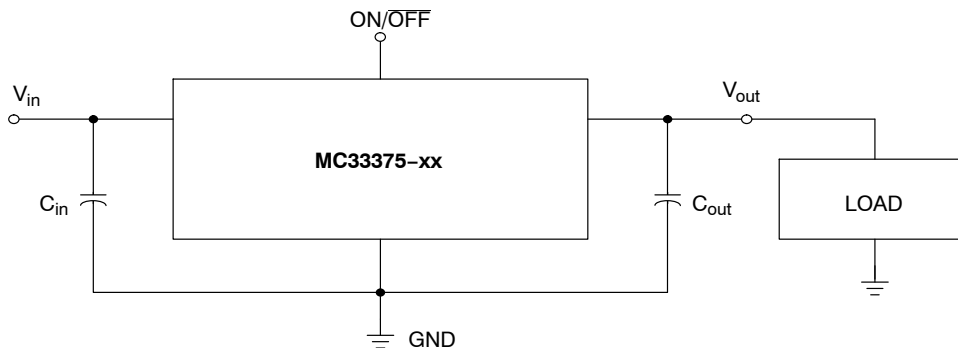 ON/OFF
Vin
Vout
MC33375−xx
Cin
Cout
LOAD
GND